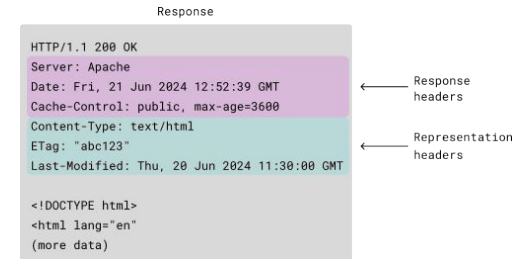 Response
HTTP/1.1 200 OK
Server: Apache
Date: Fri, 21 Jun 2024 12:52:39 GMT
Cache-Control: public, max-age=3600
Response
headers
Content-Type: text/html
ETag: "abc123"
Last-Modified: Thu, 20 Jun 2024 11:30:00 GMT
Representation
headers
<!DOCTYPE html>
<html lang="en"
(more data)